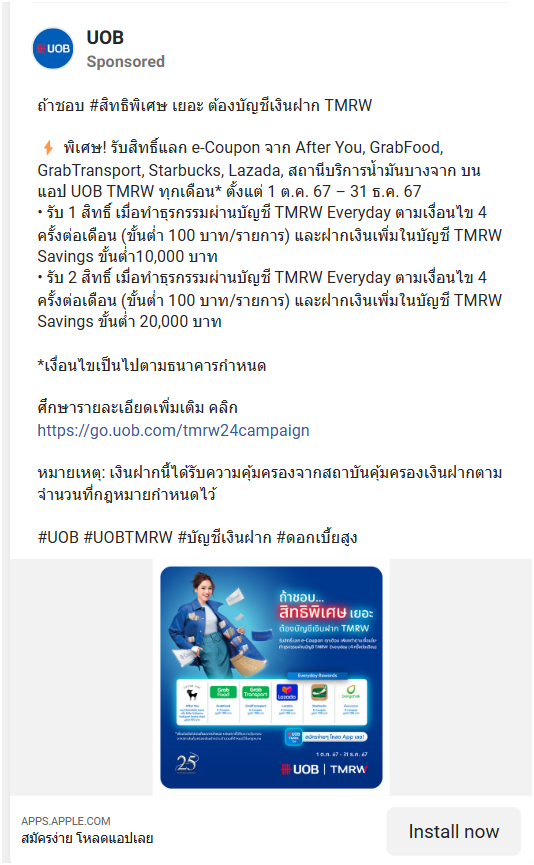 UOB
UOB
Sponsored
ถ้าชอบ #สิทธิพิเศษ เยอะ ต้องบัญชีเงินฝาก TMRW
⚡ พิเศษ! รับสิทธิ์แลก e-Coupon จาก After You, GrabFood,
GrabTransport, Starbucks, Lazada, สถานีบริการน้ำมันบางจาก บน
แอป UOB TMRW ทุกเดือน* ตั้งแต่ 1 ต.ค. 67 – 31 ธ.ค. 67
• รับ 1 สิทธิ์ เมื่อทำธุรกรรมผ่านบัญชี TMRW Everyday ตามเงื่อนไข 4
ครั้งต่อเดือน (ขั้นต่ำ 100 บาท/รายการ) และฝากเงินเพิ่มในบัญชี TMRW
Savings ขั้นต่ำ10,000 บาท
• รับ 2 สิทธิ์ เมื่อทำธุรกรรมผ่านบัญชี TMRW Everyday ตามเงื่อนไข 4
ครั้งต่อเดือน (ขั้นต่ำ 100 บาท/รายการ) และฝากเงินเพิ่มในบัญชี TMRW
Savings ขั้นต่ำ 20,000 บาท
*เงื่อนไขเป็นไปตามธนาคารกำหนด
ศึกษารายละเอียดเพิ่มเติม คลิก
https://go.uob.com/tmrw24campaign
หมายเหตุ: เงินฝากนี้ได้รับความคุ้มครองจากสถาบันคุ้มครองเงินฝากตาม
จำนวนที่กฎหมายกำหนดไว้
#UOB #UOBTMRW #บัญชีเงินฝาก #ดอกเบี้ยสูง
ถ้าชอบ...
สิทธิพิเศษ เยอะ
ต้องบัญชีเงินฝาก TMRW
Everyday Rewards
After You
Grab Food
Grab Transport
Lazada
GrabFood
GrabTransport
Lazada
สมัครง่ายๆ โหลด App เลย!
1 ต.ค. 67 - 31 ธ.ค. 67
25
UOB | TMRW
APPS.APPLE.COM
สมัครง่าย โหลดแอปเลย
Install now